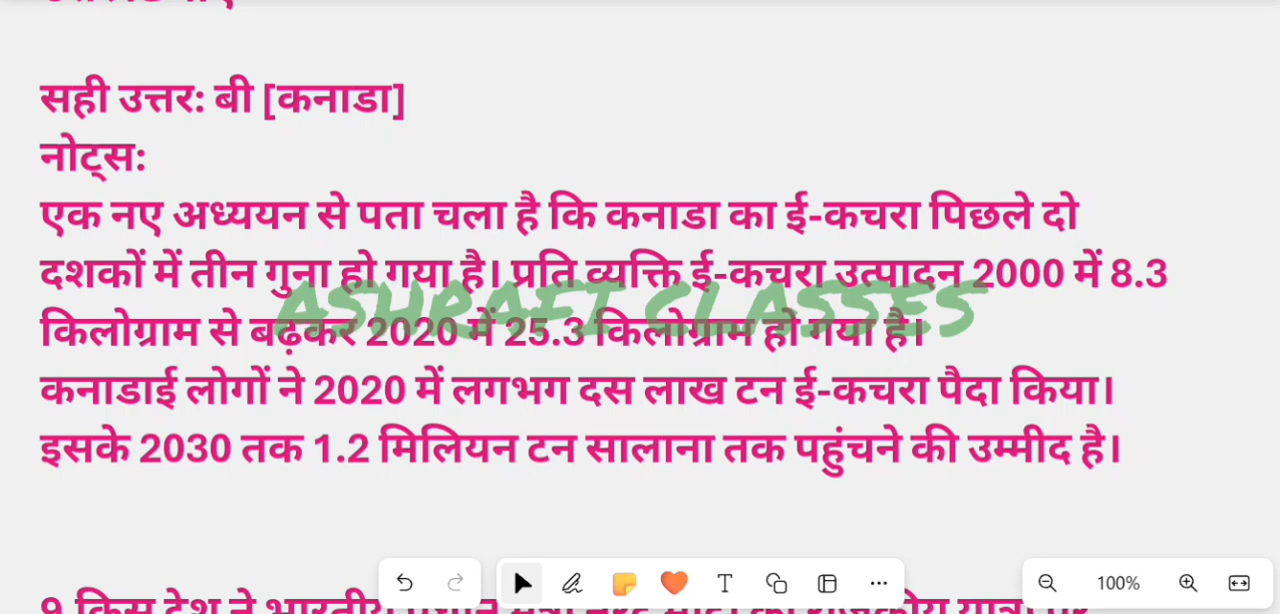 सही उत्तर: बी [कनाडा]
नोट्स:
एक नए अध्ययन से पता चला है कि कनाडा का ई-कचरा पिछले दो
दशकों में तीन गुना हो गया है। प्रति व्यक्ति ई-कचरा उत्पादन 2000 में 8.3
ASHRAFI CLASSES
किलोग्राम से बढ़कर 2020 में 25.3 किलोग्राम हो गया है।
कनाडाई लोगों ने 2020 में लगभग दस लाख टन ई-कचरा पैदा किया।
इसके 2030 तक 1.2 मिलियन टन सालाना तक पहुंचने की उम्मीद है।
9 किस देश ने भारतीय
100%